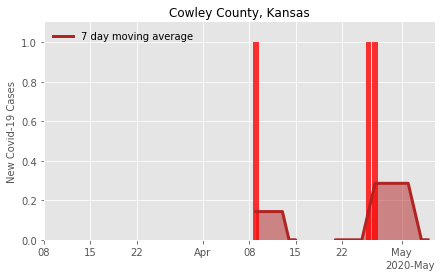 Cowley County, Kansas
7 day moving average
New Covid-19 Cases
1.0
0.8
0.6
0.4
0.2
0.0
08 15 22 Apr 08 15 22 May
2020-May